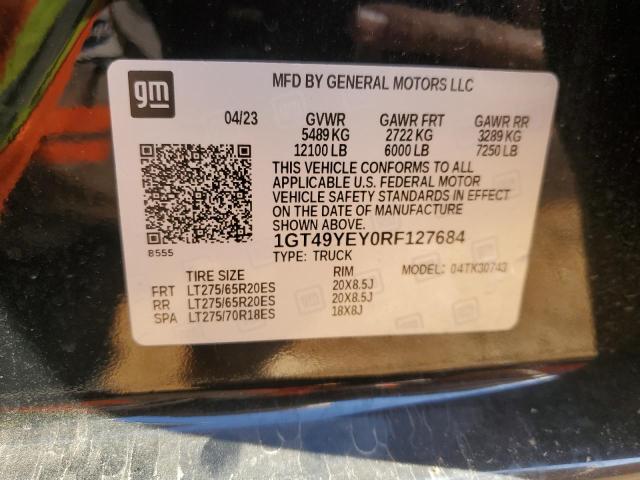 gm
MFD BY GENERAL MOTORS LLC
04/23 GVWR GAWR FRT GAWR RR
5489 KG 2722 KG 3289 KG
12100 LB 6000 LB 7250 LB
THIS VEHICLE CONFORMS TO ALL
APPLICABLE U.S. FEDERAL MOTOR
VEHICLE SAFETY STANDARDS IN EFFECT
ON THE DATE OF MANUFACTURE
SHOWN ABOVE.
1GT49YEY0RF127684
8555
TYPE: TRUCK MODEL: 04TK30743
TIRE SIZE RIM
FRT LT275/65R20ES 20X8.5J
RR LT275/65R20ES 20X8.5J
SPA LT275/70R18ES 18X8J